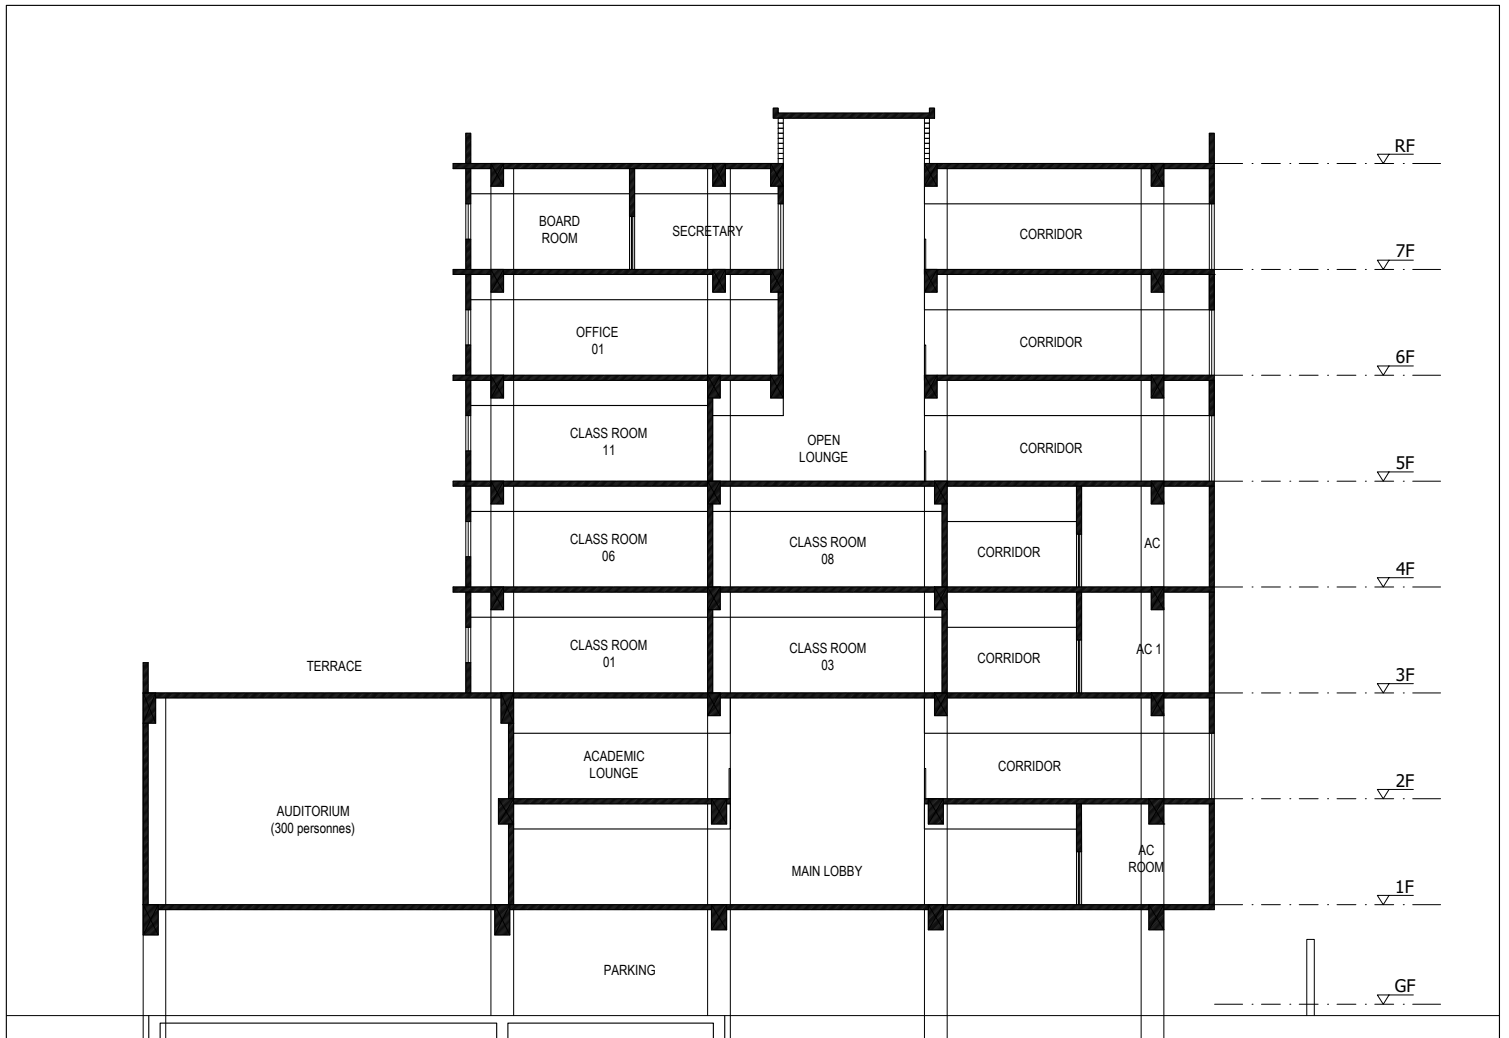 RF
BOARD
ROOM
SECRETARY
CORRIDOR
7F
OFFICE
01
CORRIDOR
6F
CLASS ROOM
11
OPEN
LOUNGE
CORRIDOR
5F
CLASS ROOM
06
CLASS ROOM
08
CORRIDOR
AC
4F
CLASS ROOM
01
CLASS ROOM
03
CORRIDOR
AC 1
TERRACE
3F
ACADEMIC
LOUNGE
CORRIDOR
2F
AUDITORIUM
(300 personnes)
MAIN LOBBY
AC
ROOM
1F
PARKING
GF